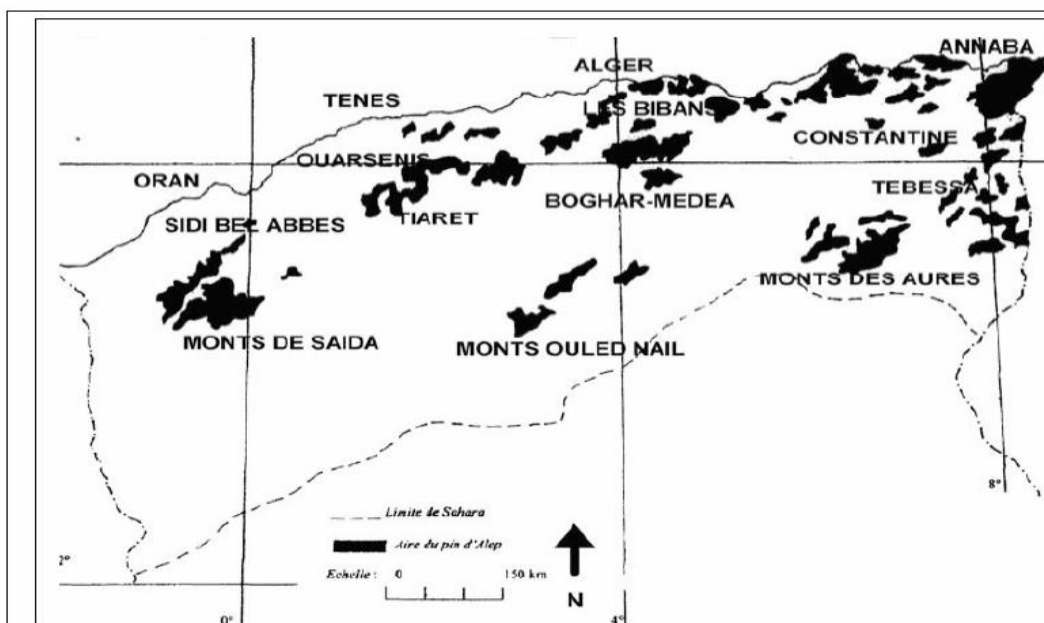 ANNABA
ALGER
TENES
LES BIBANS
CONSTANTINE
OUARSENIS
ORAN
TEBESSA
BOGHAR-MEDEA
TIARET
SIDI BEL ABBES
MONTS DES AURES
MONTS DE SAIDA
MONTS OULED NAIL
8°
Limite de Sahara
Aire du pin d'Alep
2°
Echelle : 0 150 km
N
0°
4°